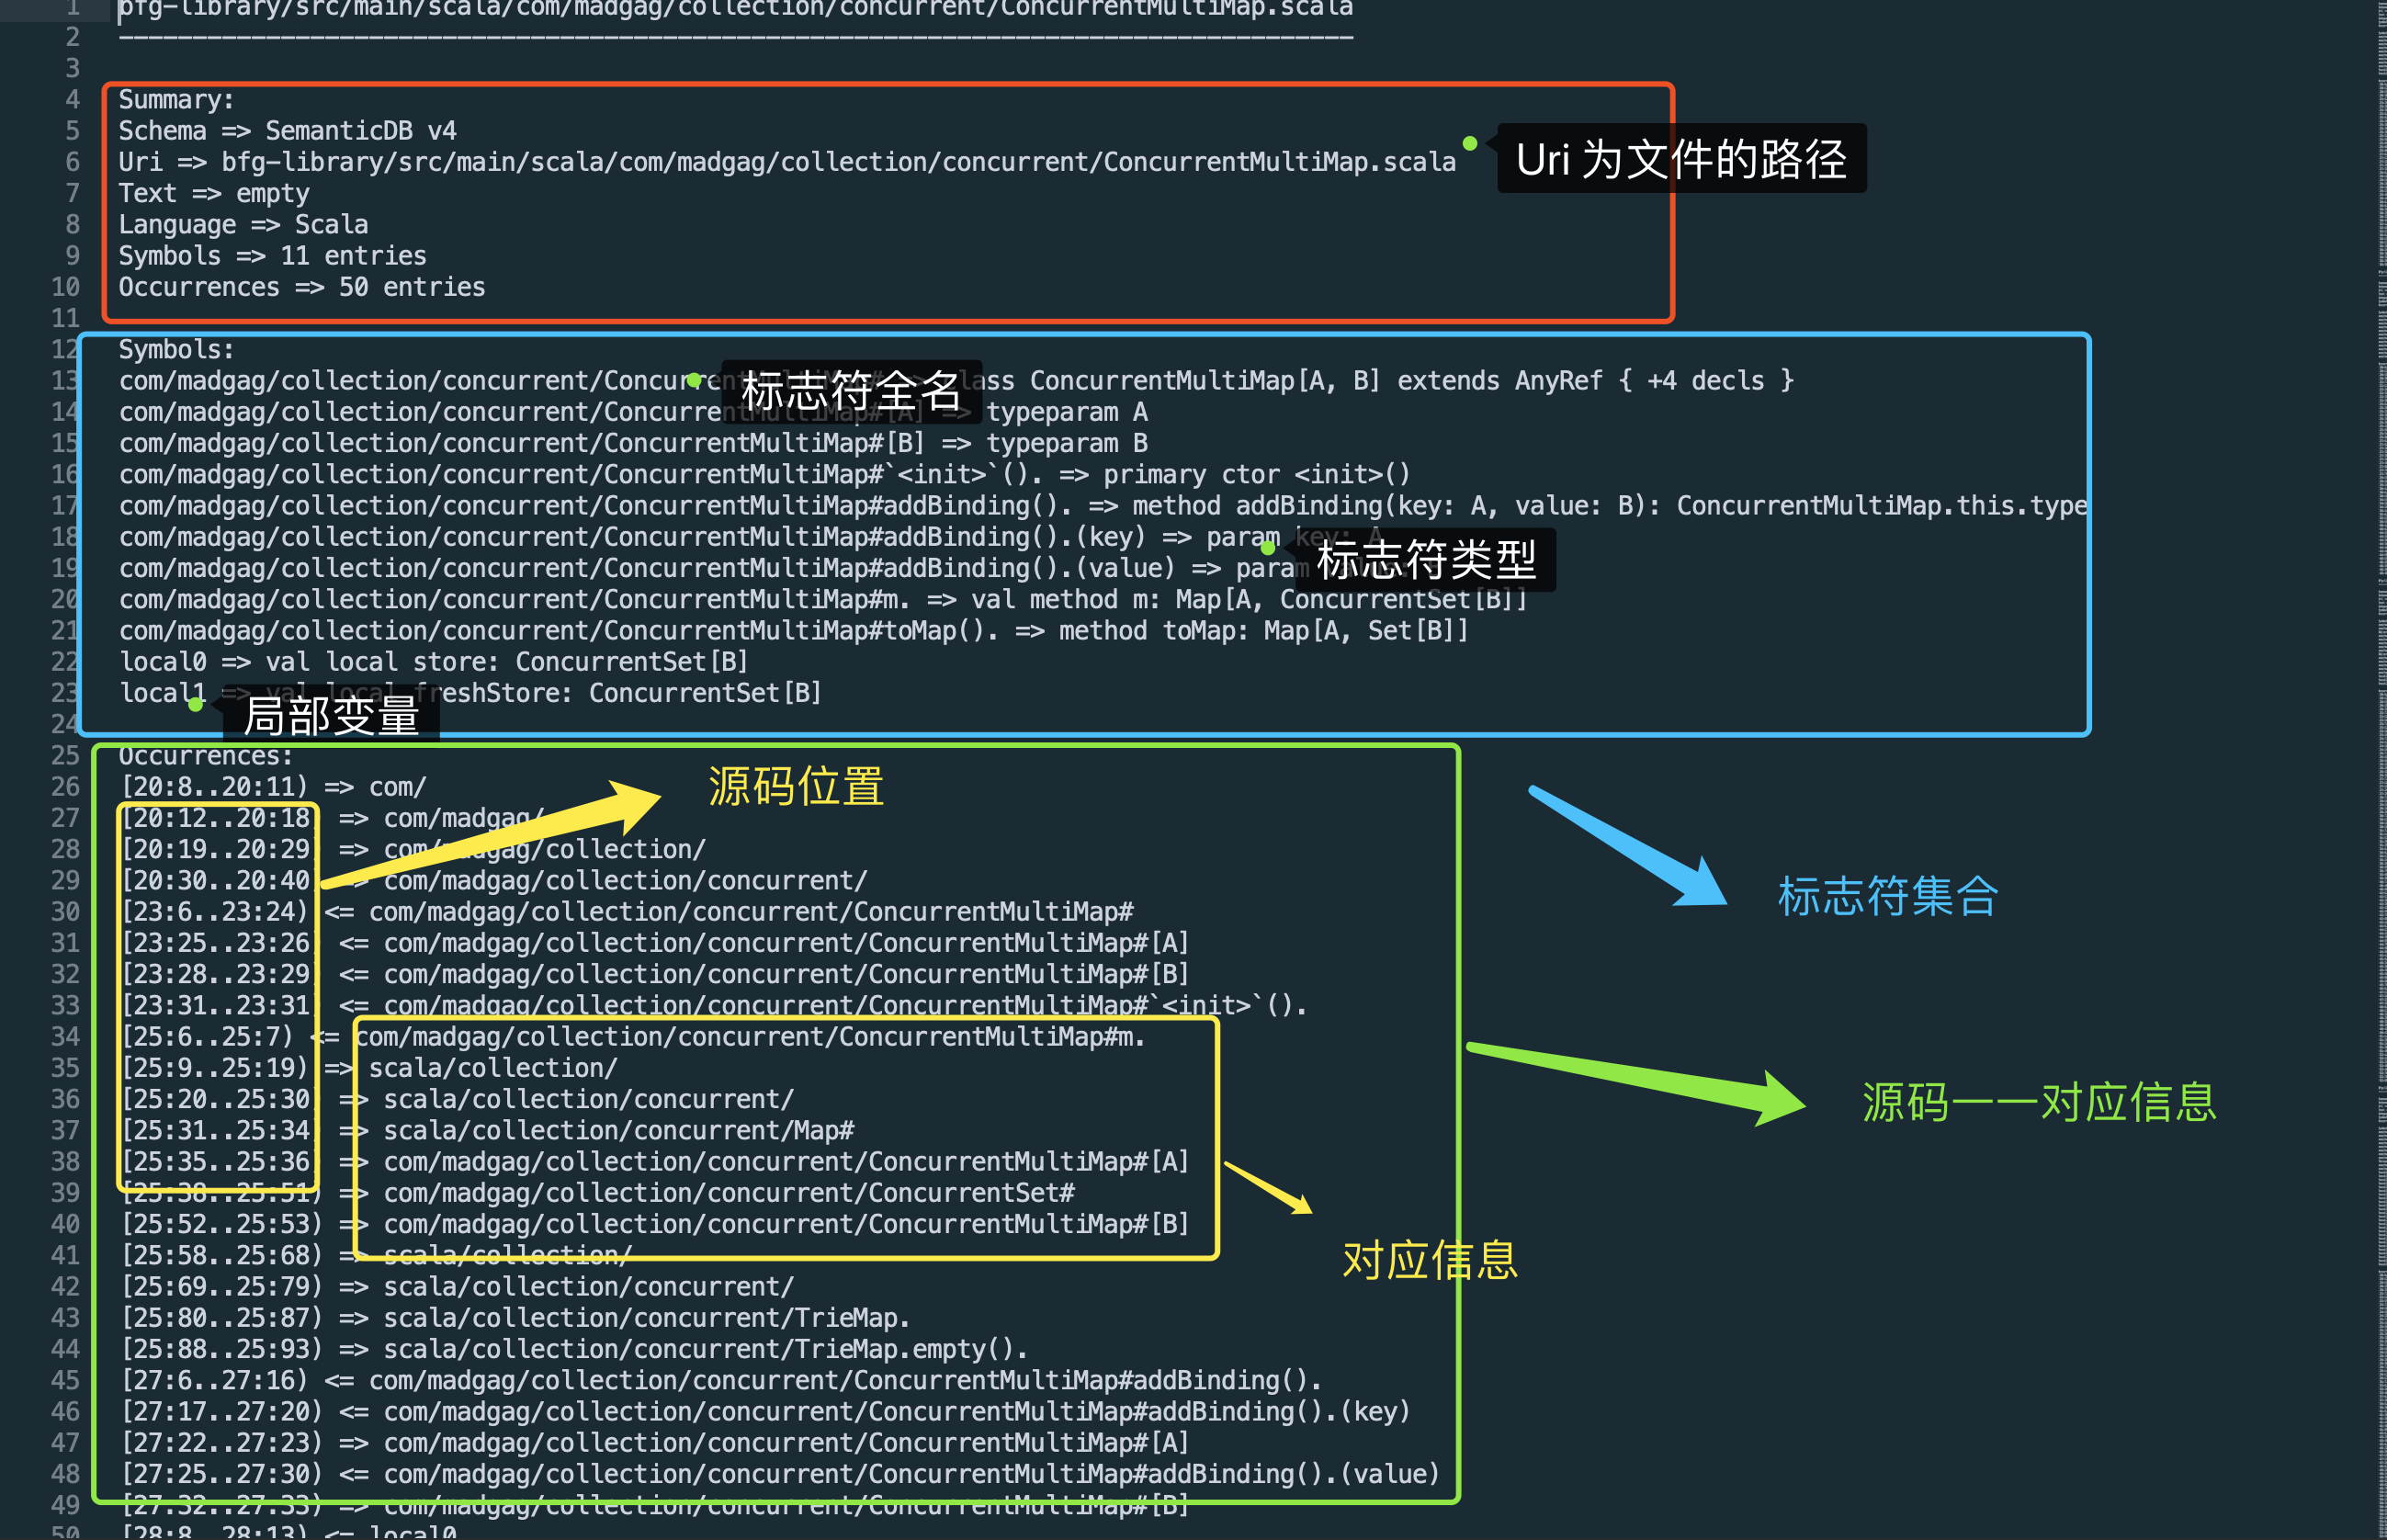 1 bfg-library/src/main/scala/com/madgag/collection/concurrent/ConcurrentMultiMap.scala
2 ------------------------------------------------------------------------------------
3
4 Summary:
5 Schema => SemanticDB v4
6 Uri => bfg-library/src/main/scala/com/madgag/collection/concurrent/ConcurrentMultiMap.scala
Uri 为文件的路径
7 Text => empty
8 Language => Scala
9 Symbols => 11 entries
10 Occurrences => 50 entries
11
12 Symbols:
13 com/madgag/collection/concurrent/ConcurrentMultiMap# => class ConcurrentMultiMap[A, B] extends AnyRef { +4 decls }
标志符全名
14 com/madgag/collection/concurrent/ConcurrentMultiMap#[A] => typeparam A
15 com/madgag/collection/concurrent/ConcurrentMultiMap#[B] => typeparam B
16 com/madgag/collection/concurrent/ConcurrentMultiMap#`<init>`(). => primary ctor <init>()
17 com/madgag/collection/concurrent/ConcurrentMultiMap#addBinding(). => method addBinding(key: A, value: B): ConcurrentMultiMap.this.type
18 com/madgag/collection/concurrent/ConcurrentMultiMap#addBinding().(key) => param key: A
标志符类型
19 com/madgag/collection/concurrent/ConcurrentMultiMap#addBinding().(value) => param value: B
20 com/madgag/collection/concurrent/ConcurrentMultiMap#m. => val method m: Map[A, ConcurrentSet[B]]
21 com/madgag/collection/concurrent/ConcurrentMultiMap#toMap(). => method toMap: Map[A, Set[B]]
22 local0 => val local store: ConcurrentSet[B]
23 local1 => val local freshStore: ConcurrentSet[B]
局部变量
24
25 Occurrences:
26 [20:8..20:11) => com/
源码位置
27 [20:12..20:18) => com/madgag/
28 [20:19..20:29) => com/madgag/collection/
29 [20:30..20:40) => com/madgag/collection/concurrent/
标志符集合
30 [23:6..23:24) <= com/madgag/collection/concurrent/ConcurrentMultiMap#
31 [23:25..23:26) <= com/madgag/collection/concurrent/ConcurrentMultiMap#[A]
32 [23:28..23:29) <= com/madgag/collection/concurrent/ConcurrentMultiMap#[B]
33 [23:31..23:31) <= com/madgag/collection/concurrent/ConcurrentMultiMap#`<init>`().
34 [25:6..25:7) <= com/madgag/collection/concurrent/ConcurrentMultiMap#m.
35 [25:9..25:19) => scala/collection/
36 [25:20..25:30) => scala/collection/concurrent/
源码一一对应信息
37 [25:31..25:34) => scala/collection/concurrent/Map#
38 [25:35..25:36) => com/madgag/collection/concurrent/ConcurrentMultiMap#[A]
39 [25:38..25:51) => com/madgag/collection/concurrent/ConcurrentSet#
40 [25:52..25:53) => com/madgag/collection/concurrent/ConcurrentMultiMap#[B]
41 [25:58..25:68) => scala/collection/
对应信息
42 [25:69..25:79) => scala/collection/concurrent/
43 [25:80..25:87) => scala/collection/concurrent/TrieMap.
44 [25:88..25:93) => scala/collection/concurrent/TrieMap.empty().
45 [27:6..27:16) <= com/madgag/collection/concurrent/ConcurrentMultiMap#addBinding().
46 [27:17..27:20) <= com/madgag/collection/concurrent/ConcurrentMultiMap#addBinding().(key)
47 [27:22..27:23) => com/madgag/collection/concurrent/ConcurrentMultiMap#[A]
48 [27:25..27:30) <= com/madgag/collection/concurrent/ConcurrentMultiMap#addBinding().(value)
49 [27:32..27:33) => com/madgag/collection/concurrent/ConcurrentMultiMap#[B]
50 [28:8..28:13) <= local0